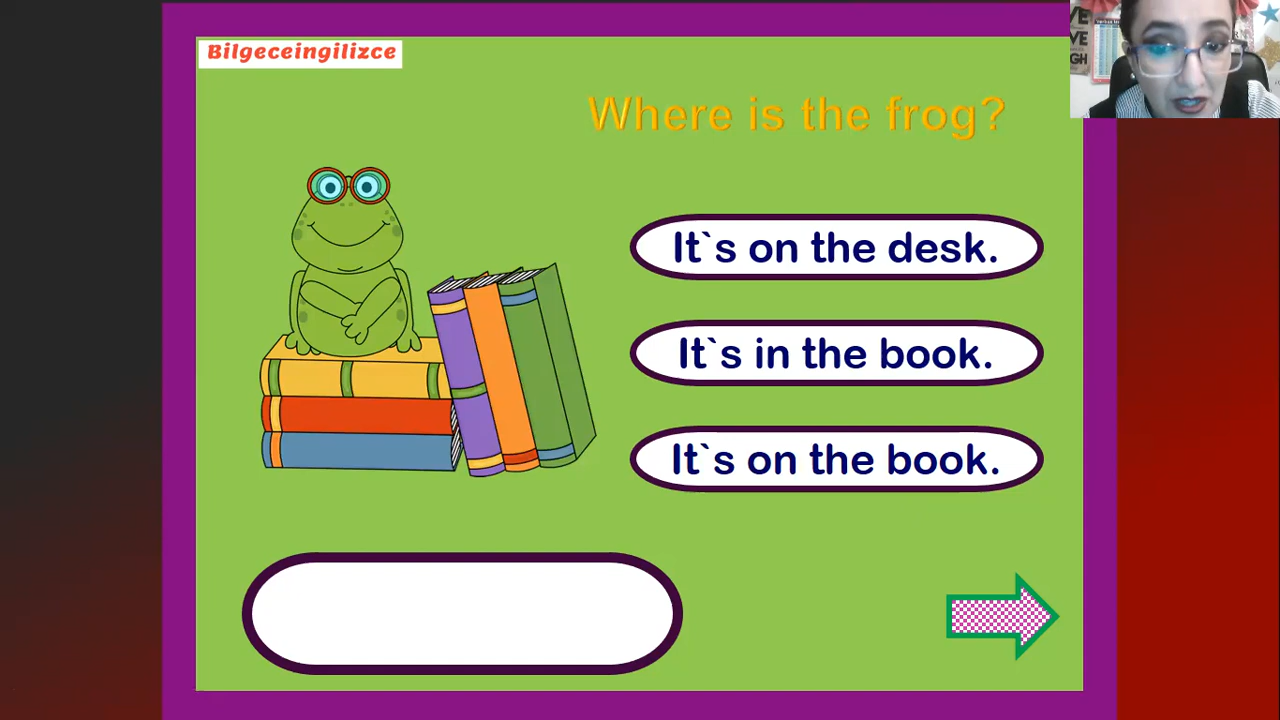 Bilgeceingilizce
Where is the frog?
It`s on the desk.
It`s in the book.
It`s on the book.